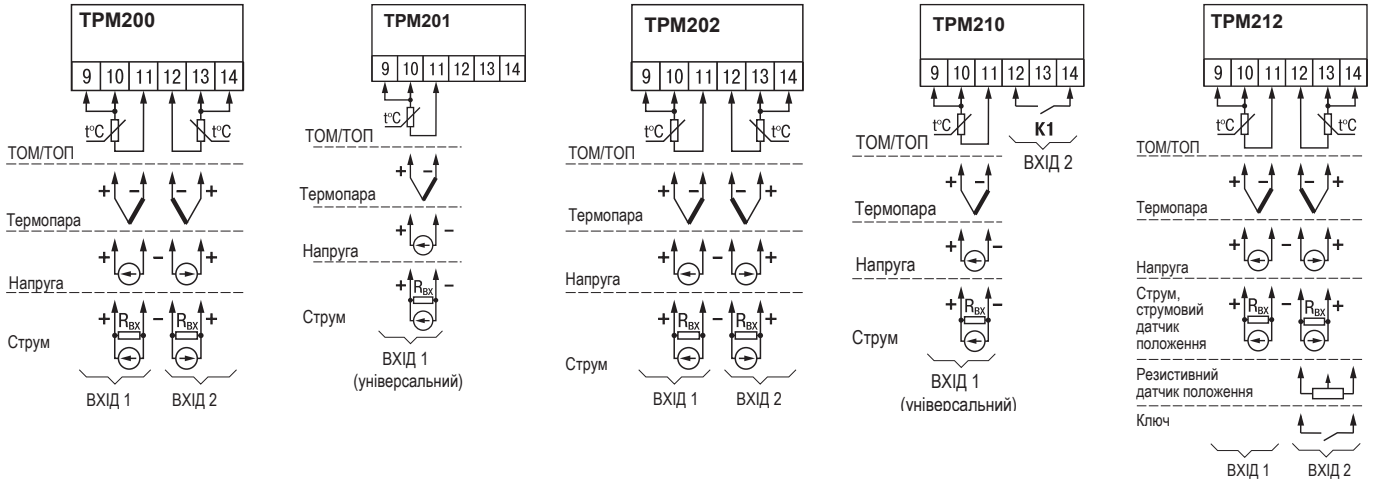 ТРМ200
9 10 11 12 13 14
t°C t°C
ТОМ/ТОП
+ − − +
Термопара
+ − +
Напруга
+ Rвх − Rвх +
Струм
ВХІД 1 ВХІД 2
ТРМ201
9 10 11 12 13 14
t°C
ТОМ/ТОП
+ −
Термопара
+ −
Напруга
+ Rвх −
Струм
ВХІД 1
(універсальний)
ТРМ202
9 10 11 12 13 14
t°C t°C
ТОМ/ТОП
+ − − +
Термопара
+ − +
Напруга
+ Rвх − Rвх +
Струм
ВХІД 1 ВХІД 2
ТРМ210
9 10 11 12 13 14
t°C K1
ТОМ/ТОП ВХІД 2
+ −
Термопара
+ −
Напруга
+ Rвх −
Струм
ВХІД 1
(універсальний)
ТРМ212
9 10 11 12 13 14
t°C t°C
ТОМ/ТОП
+ − − +
Термопара
+ − +
Напруга
Струм,
струмовий
датчик
положення
+ Rвх − Rвх +
Резистивний
датчик положення
Ключ
ВХІД 1 ВХІД 2